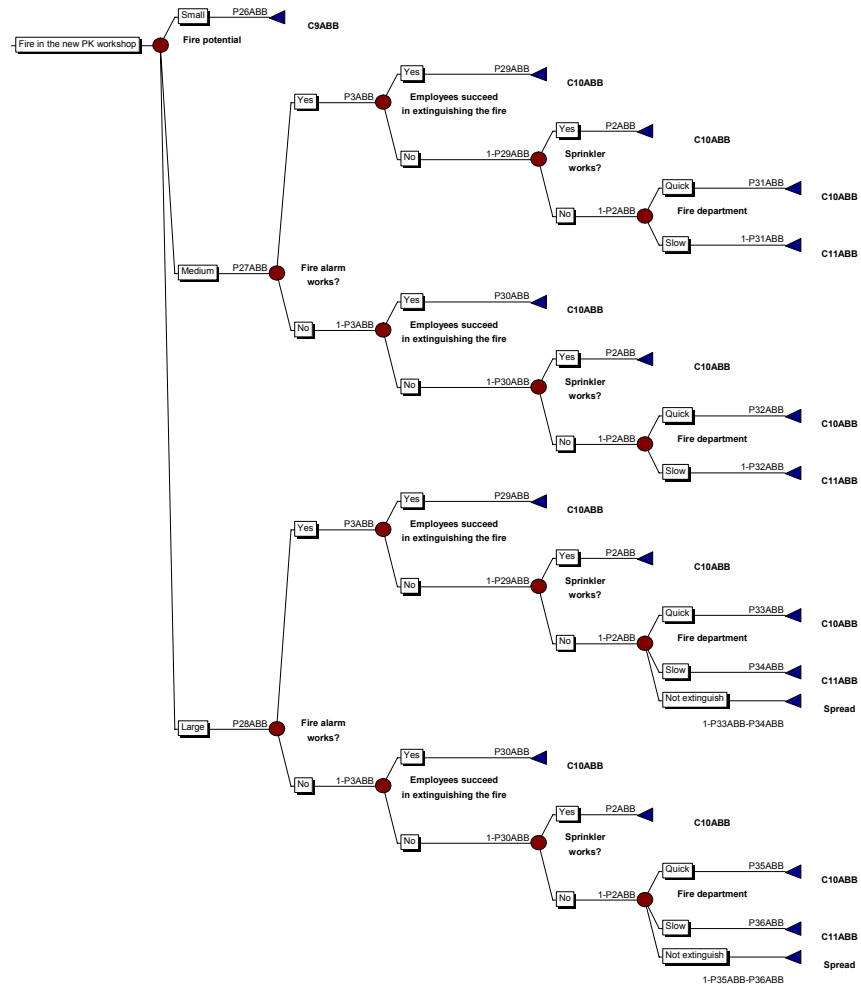 Small
P26ABB
C9ABB
Fire in the new PK workshop
Fire potential
Yes
P29ABB
C10ABB
Yes
P3ABB
Employees succeed
in extinguishing the fire
Yes
P2ABB
C10ABB
No
1-P29ABB
Sprinkler
works?
Quick
P31ABB
C10ABB
No
1-P2ABB
Fire department
Slow
1-P31ABB
C11ABB
Medium
P27ABB
Fire alarm
works?
Yes
P30ABB
C10ABB
No
1-P3ABB
Employees succeed
in extinguishing the fire
Yes
P2ABB
C10ABB
No
1-P30ABB
Sprinkler
works?
Quick
P32ABB
C10ABB
No
1-P2ABB
Fire department
Slow
1-P32ABB
C11ABB
Yes
P29ABB
C10ABB
Yes
P3ABB
Employees succeed
in extinguishing the fire
Yes
P2ABB
C10ABB
No
1-P29ABB
Sprinkler
works?
Quick
P33ABB
C10ABB
No
1-P2ABB
Fire department
Slow
P34ABB
C11ABB
Not extinguish
Spread
1-P33ABB-P34ABB
Large
P28ABB
Fire alarm
works?
Yes
P30ABB
C10ABB
No
1-P3ABB
Employees succeed
in extinguishing the fire
Yes
P2ABB
C10ABB
No
1-P30ABB
Sprinkler
works?
Quick
P35ABB
C10ABB
No
1-P2ABB
Fire department
Slow
P36ABB
C11ABB
Not extinguish
Spread
1-P35ABB-P36ABB